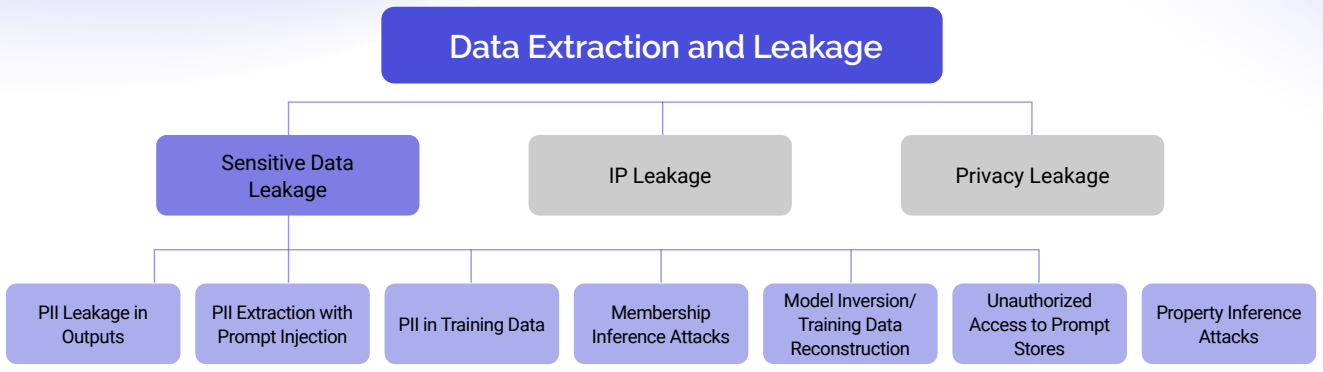 Data Extraction and Leakage
Sensitive Data
Leakage
IP Leakage
Privacy Leakage
PII Leakage in
Outputs
PII Extraction with
Prompt Injection
PII in Training Data
Membership
Inference Attacks
Model Inversion/
Training Data
Reconstruction
Unauthorized
Access to Prompt
Stores
Property Inference
Attacks